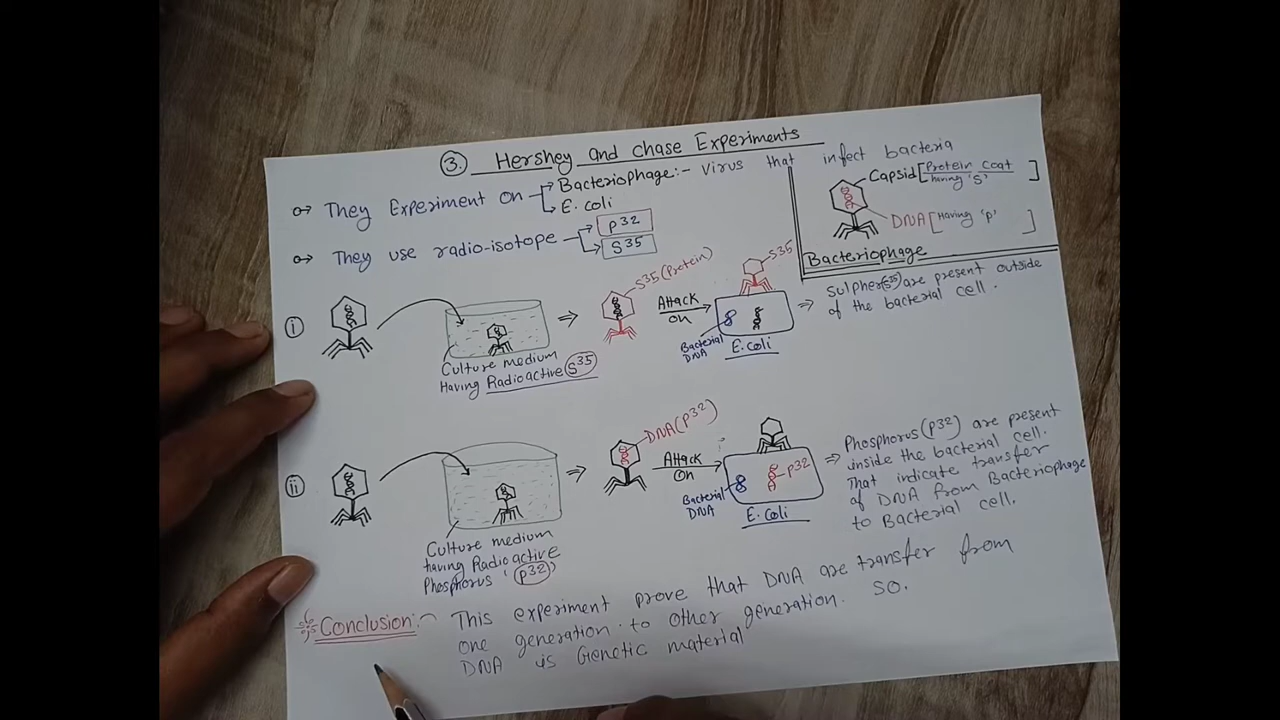 3. Hershey and chase Experiments
They Experiment on
Bacteriophage:- Virus that infect bacteria
E. coli
They use radio-isotope
p32
S35
Capsid [Protein Coat
having 's' ]
DNA [Having 'p' ]
Bacteriophage
i
Culture medium
Having Radioactive S35
S35 (Protein)
Attack
on
S35
Bacterial
DNA
E. coli
Sulpher(s35) are present outside
of the bacterial cell.
ii
Culture medium
having Radioactive
Phosphorus 'p32'
DNA (p32)
Attack
On
p32
Bacterial
DNA
E. coli
Phosphorus (p32) are present
inside the bacterial cell.
That indicate transfer
of DNA from Bacteriophage
to Bacterial cell.
Conclusion:- This experiment prove that DNA are transfer from
one generation to other generation. so.
DNA is Genetic material